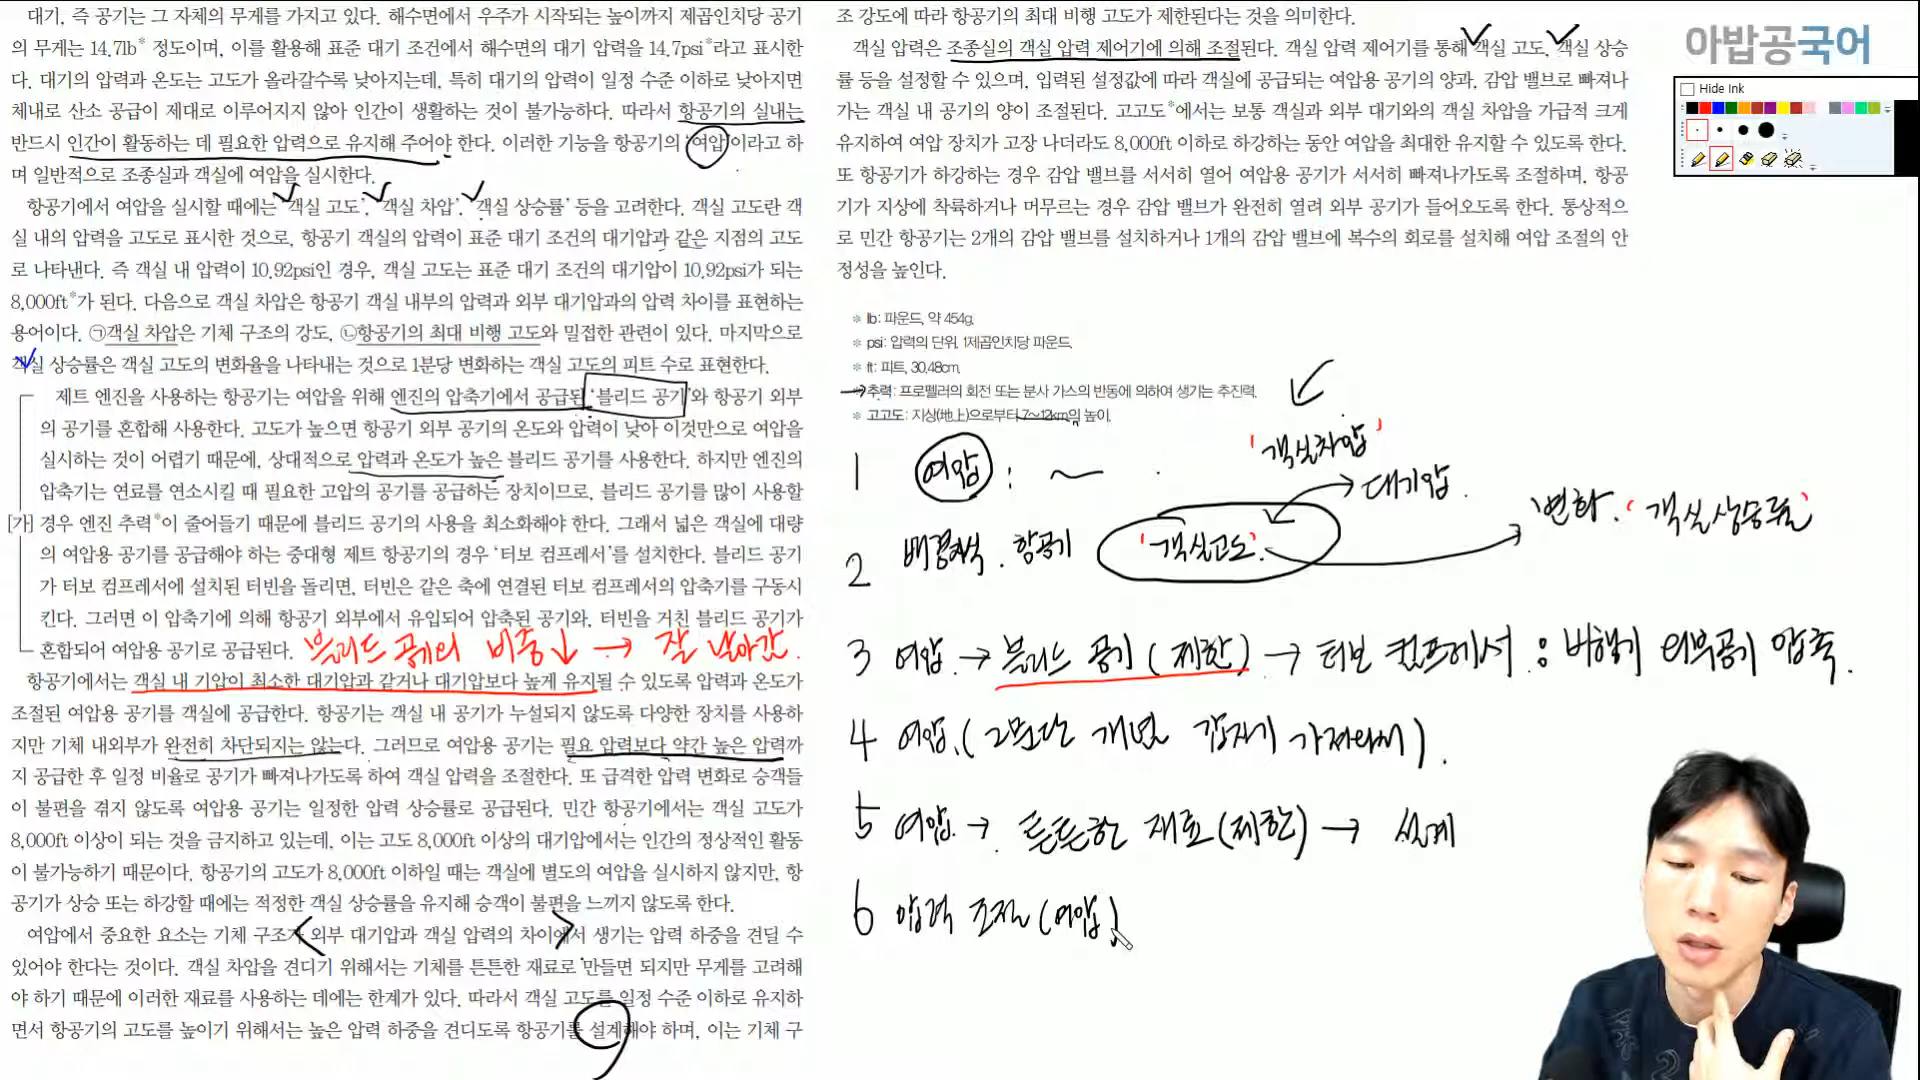 대기, 즉 공기는 그 자체의 무게를 가지고 있다. 해수면에서 우주가 시작되는 높이까지 제곱인치당 공기
의 무게는 14.7lb* 정도이며, 이를 활용해 표준 대기 조건에서 해수면의 대기 압력을 14.7psi*라고 표시한
다. 대기의 압력과 온도는 고도가 올라갈수록 낮아지는데, 특히 대기의 압력이 일정 수준 이하로 낮아지면
체내로 산소 공급이 제대로 이루어지지 않아 인간이 생활하는 것이 불가능하다. 따라서 항공기의 실내는
반드시 인간이 활동하는 데 필요한 압력으로 유지해 주어야 한다. 이러한 기능을 항공기의 '여압'이라고 하
며 일반적으로 조종실과 객실에 여압을 실시한다.
항공기에서 여압을 실시할 때에는 '객실 고도', '객실 차압', '객실 상승률' 등을 고려한다. 객실 고도란 객
실 내의 압력을 고도로 표시한 것으로, 항공기 객실의 압력이 표준 대기 조건의 대기압과 같은 지점의 고도
로 나타낸다. 즉 객실 내 압력이 10.92psi인 경우, 객실 고도는 표준 대기 조건의 대기압이 10.92psi가 되는
8,000ft*가 된다. 다음으로 객실 차압은 항공기 객실 내부의 압력과 외부 대기압과의 압력 차이를 표현하는
용어이다. ㉠객실 차압은 기체 구조의 강도, ㉡항공기의 최대 비행 고도와 밀접한 관련이 있다. 마지막으로
객실 상승률은 객실 고도의 변화율을 나타내는 것으로 1분당 변화하는 객실 고도의 피트 수로 표현한다.
제트 엔진을 사용하는 항공기는 여압을 위해 엔진의 압축기에서 공급된 '블리드 공기'와 항공기 외부
의 공기를 혼합해 사용한다. 고도가 높으면 항공기 외부 공기의 온도와 압력이 낮아 이것만으로 여압을
실시하는 것이 어렵기 때문에, 상대적으로 압력과 온도가 높은 블리드 공기를 사용한다. 하지만 엔진의
압축기는 연료를 연소시킬 때 필요한 고압의 공기를 공급하는 장치이므로, 블리드 공기를 많이 사용할
[가] 경우 엔진 추력*이 줄어들기 때문에 블리드 공기의 사용을 최소화해야 한다. 그래서 넓은 객실에 대량
의 여압용 공기를 공급해야 하는 중대형 제트 항공기의 경우 '터보 컴프레서'를 설치한다. 블리드 공기
가 터보 컴프레서에 설치된 터빈을 돌리면, 터빈은 같은 축에 연결된 터보 컴프레서의 압축기를 구동시
킨다. 그러면 이 압축기에 의해 항공기 외부에서 유입되어 압축된 공기와, 터빈을 거친 블리드 공기가
혼합되어 여압용 공기로 공급된다. 블리드 공기의 비중↓ → 잘 날아간.
항공기에서는 객실 내 기압이 최소한 대기압과 같거나 대기압보다 높게 유지될 수 있도록 압력과 온도가
조절된 여압용 공기를 객실에 공급한다. 항공기는 객실 내 공기가 누설되지 않도록 다양한 장치를 사용하
지만 기체 내외부가 완전히 차단되지는 않는다. 그러므로 여압용 공기는 필요 압력보다 약간 높은 압력까
지 공급한 후 일정 비율로 공기가 빠져나가도록 하여 객실 압력을 조절한다. 또 급격한 압력 변화로 승객들
이 불편을 겪지 않도록 여압용 공기는 일정한 압력 상승률로 공급된다. 민간 항공기에서는 객실 고도가
8,000ft 이상이 되는 것을 금지하고 있는데, 이는 고도 8,000ft 이상의 대기압에서는 인간의 정상적인 활동
이 불가능하기 때문이다. 항공기의 고도가 8,000ft 이하일 때는 객실에 별도의 여압을 실시하지 않지만, 항
공기가 상승 또는 하강할 때에는 적정한 객실 상승률을 유지해 승객이 불편을 느끼지 않도록 한다.
여압에서 중요한 요소는 기체 구조가 외부 대기압과 객실 압력의 차이에서 생기는 압력 하중을 견딜 수
있어야 한다는 것이다. 객실 차압을 견디기 위해서는 기체를 튼튼한 재료로 만들면 되지만 무게를 고려해
야 하기 때문에 이러한 재료를 사용하는 데에는 한계가 있다. 따라서 객실 고도를 일정 수준 이하로 유지하
면서 항공기의 고도를 높이기 위해서는 높은 압력 하중을 견디도록 항공기를 설계해야 하며, 이는 기체 구
조 강도에 따라 항공기의 최대 비행 고도가 제한된다는 것을 의미한다.
객실 압력은 조종실의 객실 압력 제어기에 의해 조절된다. 객실 압력 제어기를 통해 객실 고도, 객실 상승
률 등을 설정할 수 있으며, 입력된 설정값에 따라 객실에 공급되는 여압용 공기의 양과, 감압 밸브로 빠져나
가는 객실 내 공기의 양이 조절된다. 고고도*에서는 보통 객실과 외부 대기와의 객실 차압을 가급적 크게
유지하여 여압 장치가 고장 나더라도 8,000ft 이하로 하강하는 동안 여압을 최대한 유지할 수 있도록 한다.
또 항공기가 하강하는 경우 감압 밸브를 서서히 열어 여압용 공기가 서서히 빠져나가도록 조절하며, 항공
기가 지상에 착륙하거나 머무르는 경우 감압 밸브가 완전히 열려 외부 공기가 들어오도록 한다. 통상적으
로 민간 항공기는 2개의 감압 밸브를 설치하거나 1개의 감압 밸브에 복수의 회로를 설치해 여압 조절의 안
정성을 높인다.
* lb: 파운드, 약 454g.
* psi: 압력의 단위, 1제곱인치당 파운드.
* ft: 피트, 30.48cm.
* 추력: 프로펠러의 회전 또는 분사 가스의 반동에 의하여 생기는 추진력.
* 고고도: 지상(地上)으로부터 7~12km의 높이.
아밥공국어
Hide Ink
'객실차압'
1 여압 : ~
대기압.
변화. '객실상승률'
2 배경지식. 항공기 '객실고도'.
3 여압 → 블리드 공기 (제한) → 터보 컴프레서 : 비행기 외부공기 압축.
4 여압. (2문단 개념 갑자기 가져와서).
5 여압. → 튼튼한 재료 (제한) → 설계
6 압력 조절 (여압)